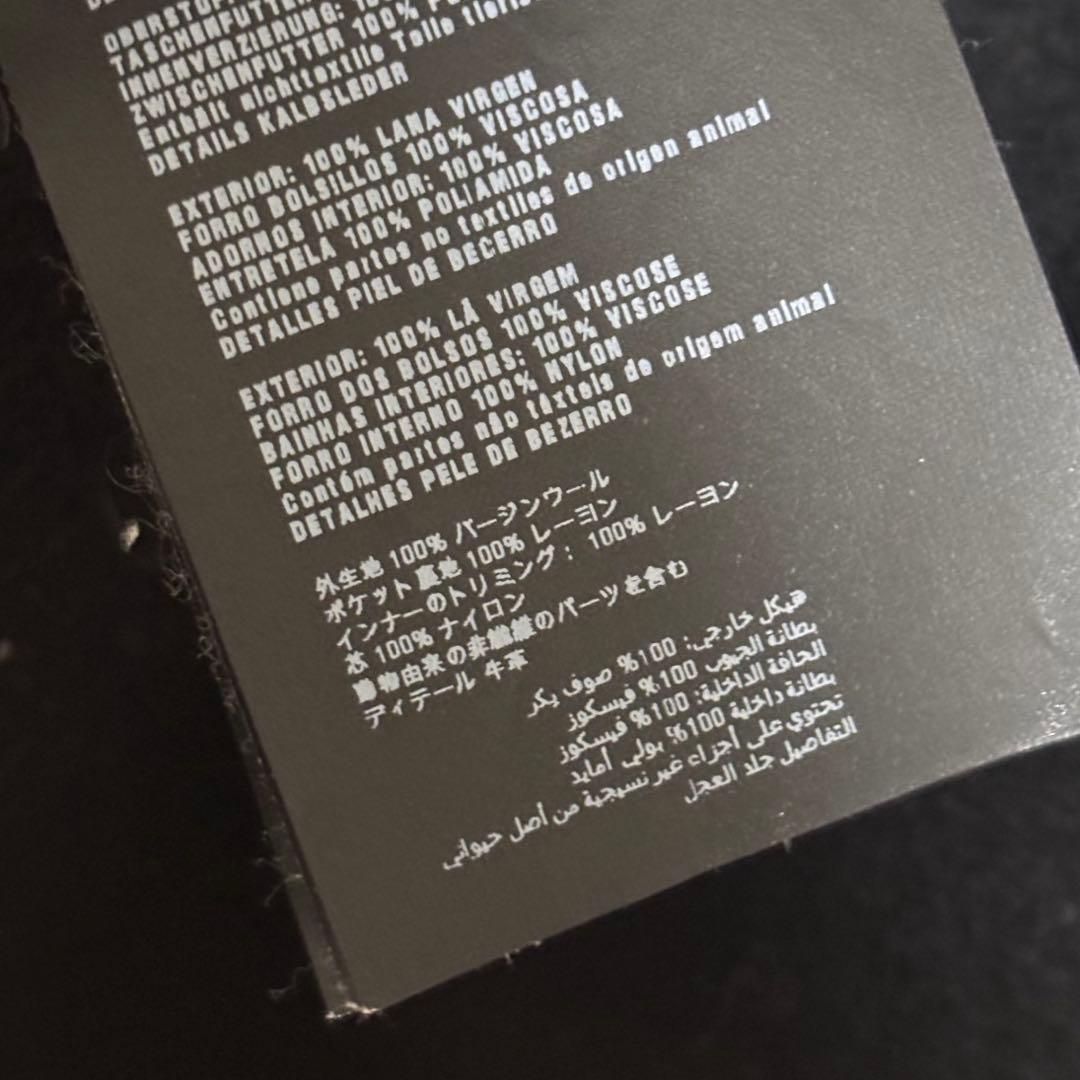 OBERSTOFF:
TASCHENFUTTER
INNENVERZIERUNG:
ZWISCHENFUTTER 100%
Enthält nichttextile Teile
DETAILS KALBSLEDER
EXTERIOR: 100% LANA VIRGEN
FORRO BOLSILLOS 100% VISCOSA
ADORNOS INTERIOR: 100% VISCOSA
ENTRETELA 100% POLIAMIDA
Contiene partes no textiles de origen animal
DETALLES PIEL DE BECERRO
EXTERIOR: 100% LÃ VIRGEM
FORRO DOS BOLSOS 100% VISCOSE
BAINHAS INTERIORES: 100% VISCOSE
FORRO INTERNO 100% NYLON
Contém partes não têxteis de origem animal
DETALHES PELE DE BEZERRO
外生地 100% バージンウール
ポケット裏地 100% レーヨン
インナーのトリミング： 100% レーヨン
芯 100% ナイロン
動物由来の非繊維のパーツを含む
ディテール 牛革
هيكل خارجي: 100% صوف بكر
بطانة الجيوب 100% فيسكوز
الحافة الداخلية: 100% فيسكوز
بطانة داخلية 100% بولي أمايد
تحتوي على أجزاء غير نسيجية من أصل حيواني
التفاصيل جلد العجل